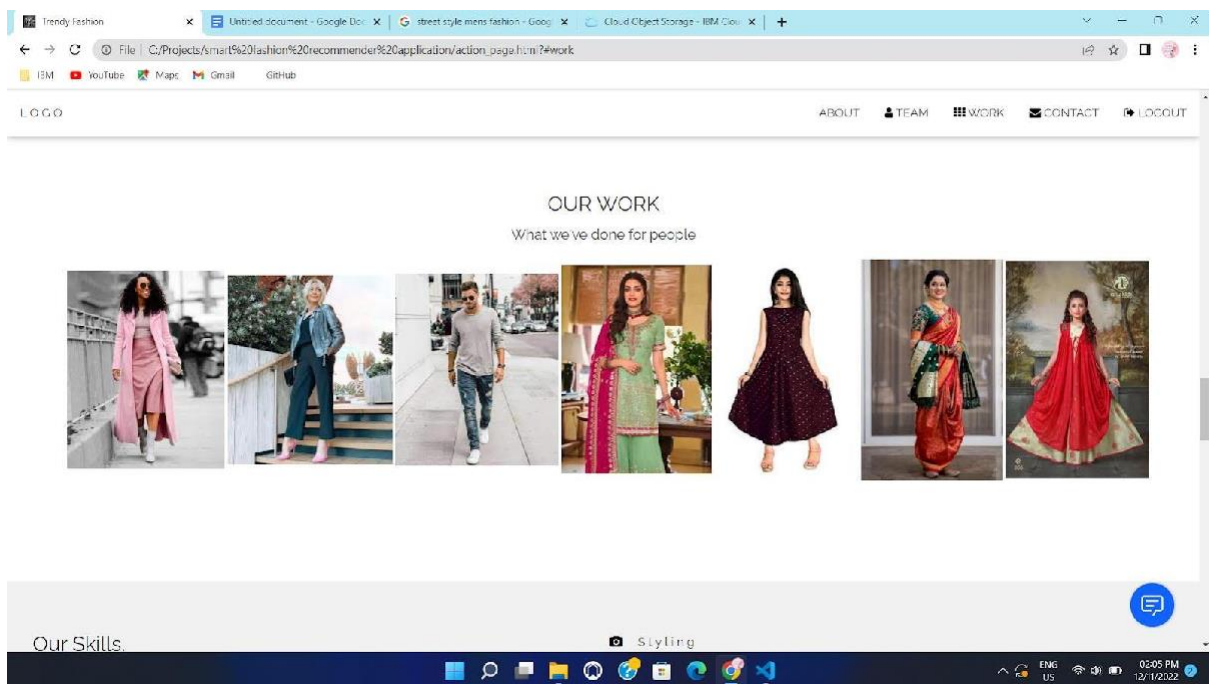 Trendy Fashion
Untitled document - Google Doc
street style mens fashion - Goog
Cloud Object Storage - IBM Clou
File | C:/Projects/smart%20fashion%20recommender%20application/action_page.html?#work
IBM YouTube Maps Gmail GitHub
LOGO ABOUT TEAM WORK CONTACT LOGOUT
OUR WORK
What we've done for people
Our Skills.
Styling
ENG
US
02:05 PM
12/11/2022